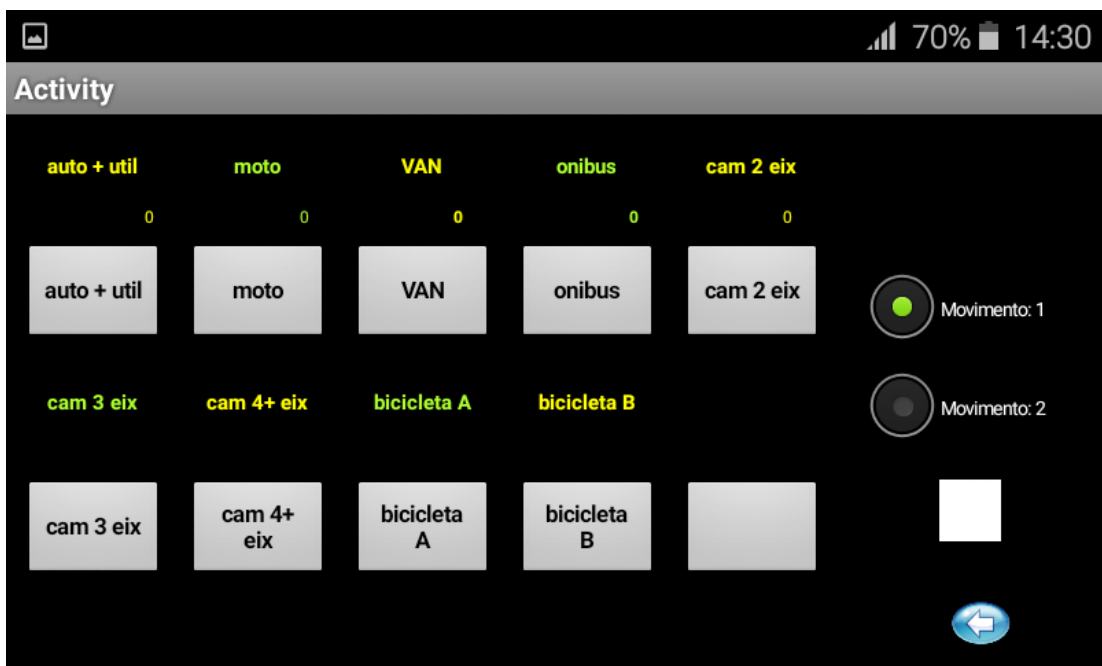 70% 14:30
Activity
auto + util moto VAN onibus cam 2 eix
0 0 0 0 0
auto + util moto VAN onibus cam 2 eix
Movimento: 1
cam 3 eix cam 4+ eix bicicleta A bicicleta B
Movimento: 2
cam 3 eix
cam 4+
eix
bicicleta
A
bicicleta
B